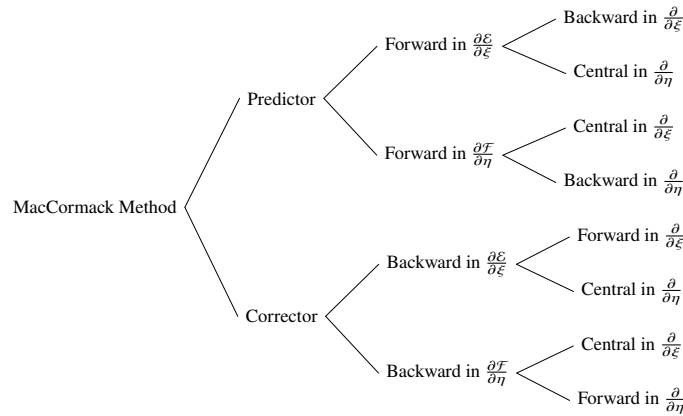 Backward in ∂/∂ξ
Forward in ∂ℰ/∂ξ
Central in ∂/∂η
Predictor
Central in ∂/∂ξ
Forward in ∂ℱ/∂η
Backward in ∂/∂η
MacCormack Method
Forward in ∂/∂ξ
Backward in ∂ℰ/∂ξ
Central in ∂/∂η
Corrector
Central in ∂/∂ξ
Backward in ∂ℱ/∂η
Forward in ∂/∂η